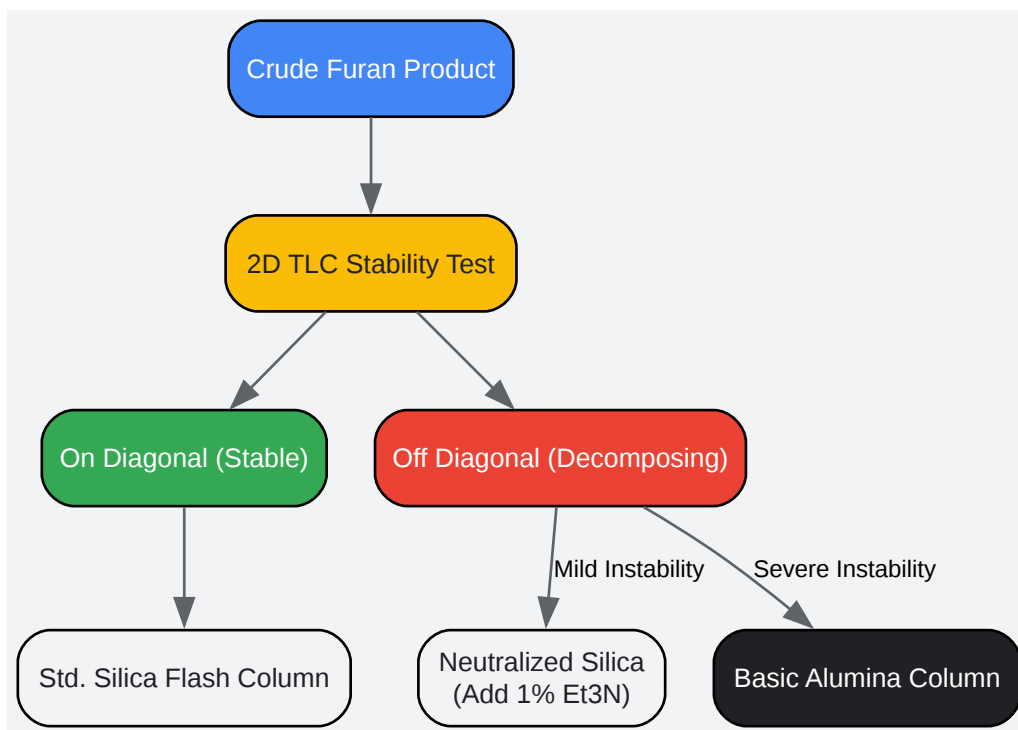 Crude Furan Product
2D TLC Stability Test
On Diagonal (Stable)
Off Diagonal (Decomposing)
Mild Instability
Severe Instability
Std. Silica Flash Column
Neutralized Silica
(Add 1% Et3N)
Basic Alumina Column